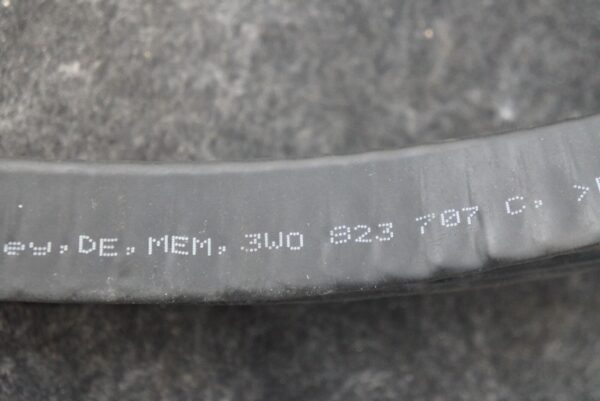 ey,DE,MEM, 3W0 823 707 C, >